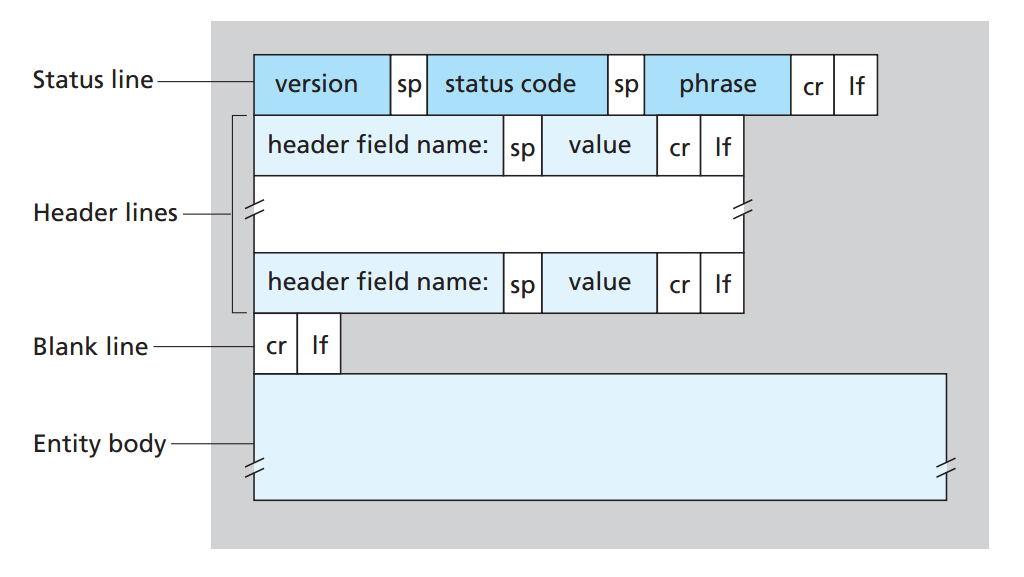 Status line version sp status code sp phrase cr lf
header field name: sp value cr lf
Header lines
header field name: sp value cr lf
Blank line cr lf
Entity body